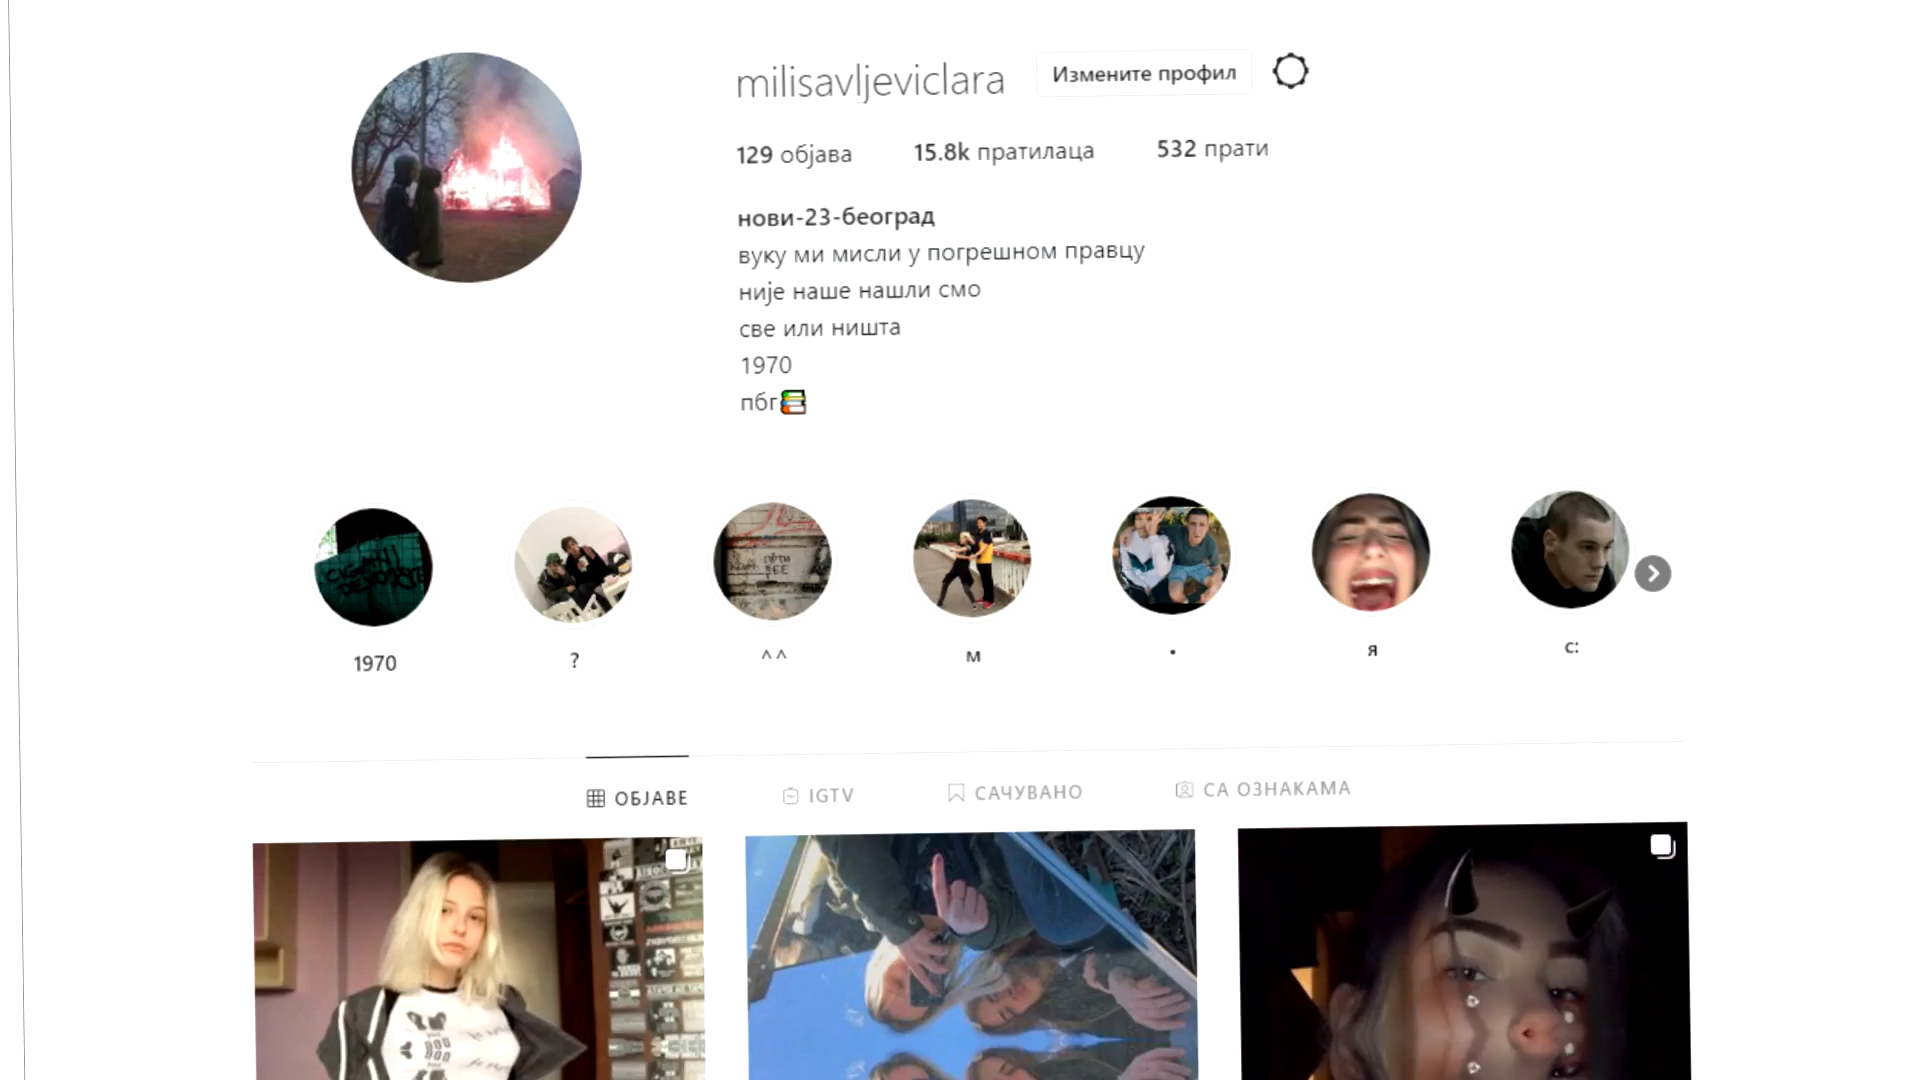 milisavljeviclara
Измените профил
129 објава
15.8k пратилаца
532 прати
нови-23-београд
вуку ми мисли у погрешном правцу
није наше нашли смо
све или ништа
1970
пбг
1970
?
^^
м
•
я
с:
ОБЈАВЕ
IGTV
САЧУВАНО
СА ОЗНАКАМА